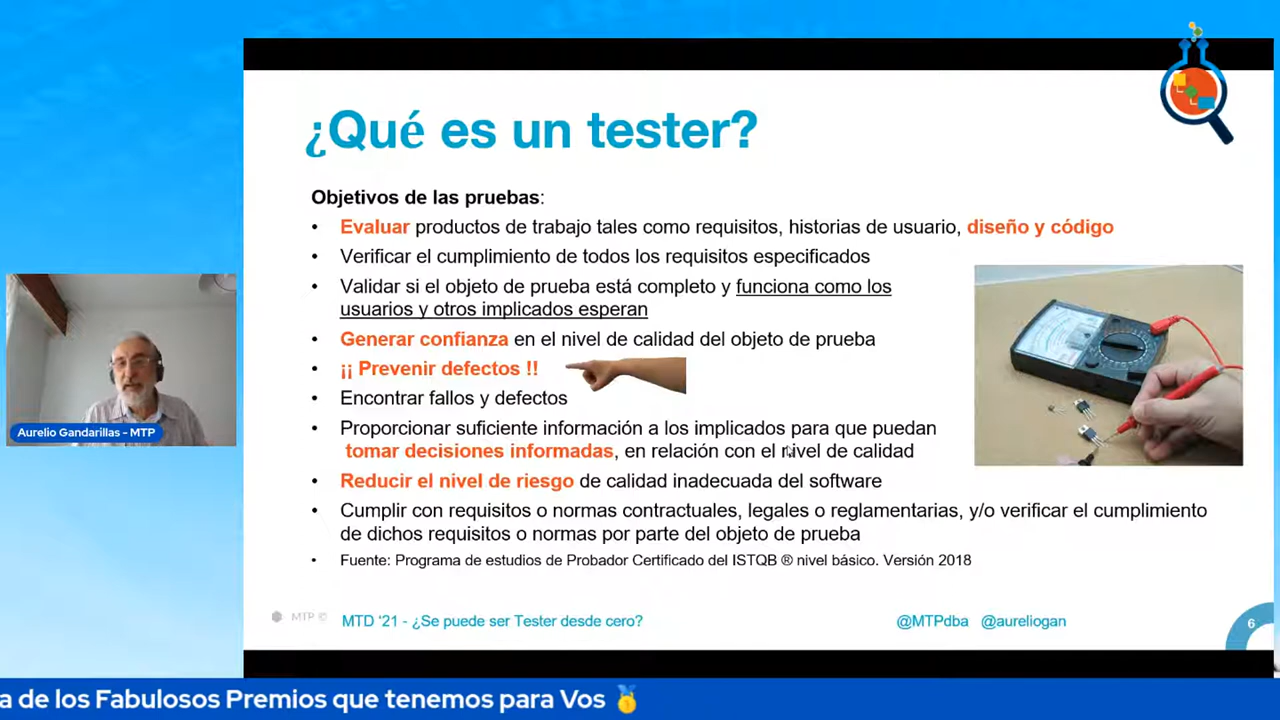 ¿Qué es un tester?
Objetivos de las pruebas:
• Evaluar productos de trabajo tales como requisitos, historias de usuario, diseño y código
• Verificar el cumplimiento de todos los requisitos especificados
• Validar si el objeto de prueba está completo y funciona como los
usuarios y otros implicados esperan
• Generar confianza en el nivel de calidad del objeto de prueba
• ¡¡ Prevenir defectos !!
• Encontrar fallos y defectos
• Proporcionar suficiente información a los implicados para que puedan
tomar decisiones informadas, en relación con el nivel de calidad
• Reducir el nivel de riesgo de calidad inadecuada del software
• Cumplir con requisitos o normas contractuales, legales o reglamentarias, y/o verificar el cumplimiento
de dichos requisitos o normas por parte del objeto de prueba
• Fuente: Programa de estudios de Probador Certificado del ISTQB ® nivel básico. Versión 2018
Aurelio Gandarillas - MTP
MTP © MTD ‘21 - ¿Se puede ser Tester desde cero? @MTPdba @aureliogan 6
a de los Fabulosos Premios que tenemos para Vos 🏅